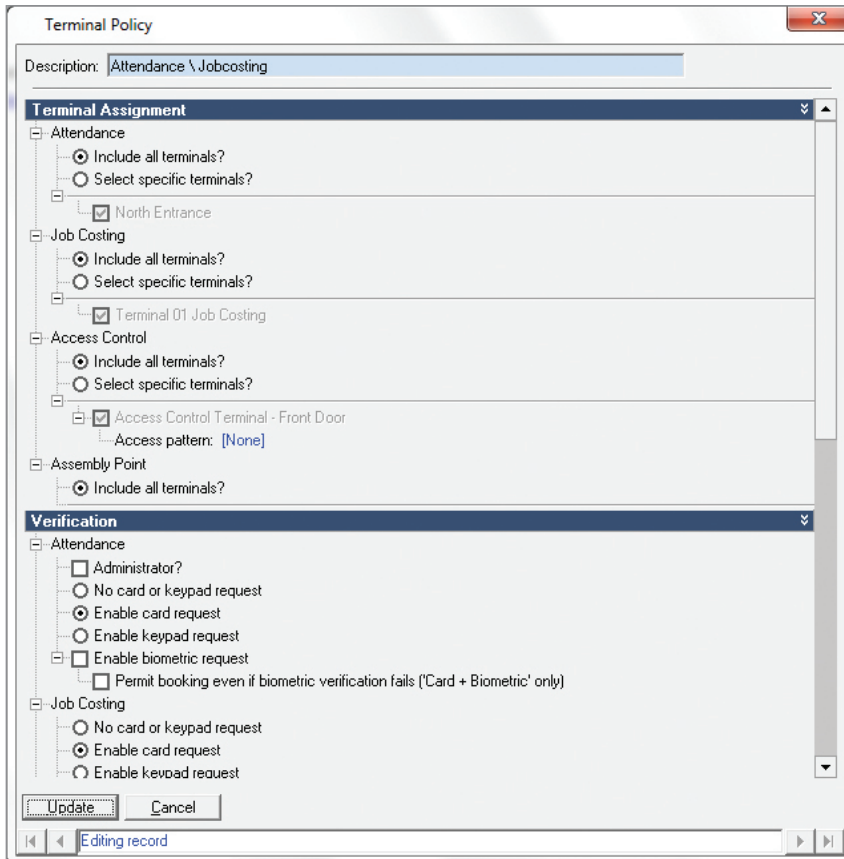 Terminal Policy
Description: Attendance \ Jobcosting
Terminal Assignment
Attendance
Include all terminals?
Select specific terminals?
North Entrance
Job Costing
Include all terminals?
Select specific terminals?
Terminal 01 Job Costing
Access Control
Include all terminals?
Select specific terminals?
Access Control Terminal - Front Door
Access pattern: [None]
Assembly Point
Include all terminals?
Verification
Attendance
Administrator?
No card or keypad request
Enable card request
Enable keypad request
Enable biometric request
Permit booking even if biometric verification fails ('Card + Biometric' only)
Job Costing
No card or keypad request
Enable card request
Enable keypad request
Update Cancel
Editing record